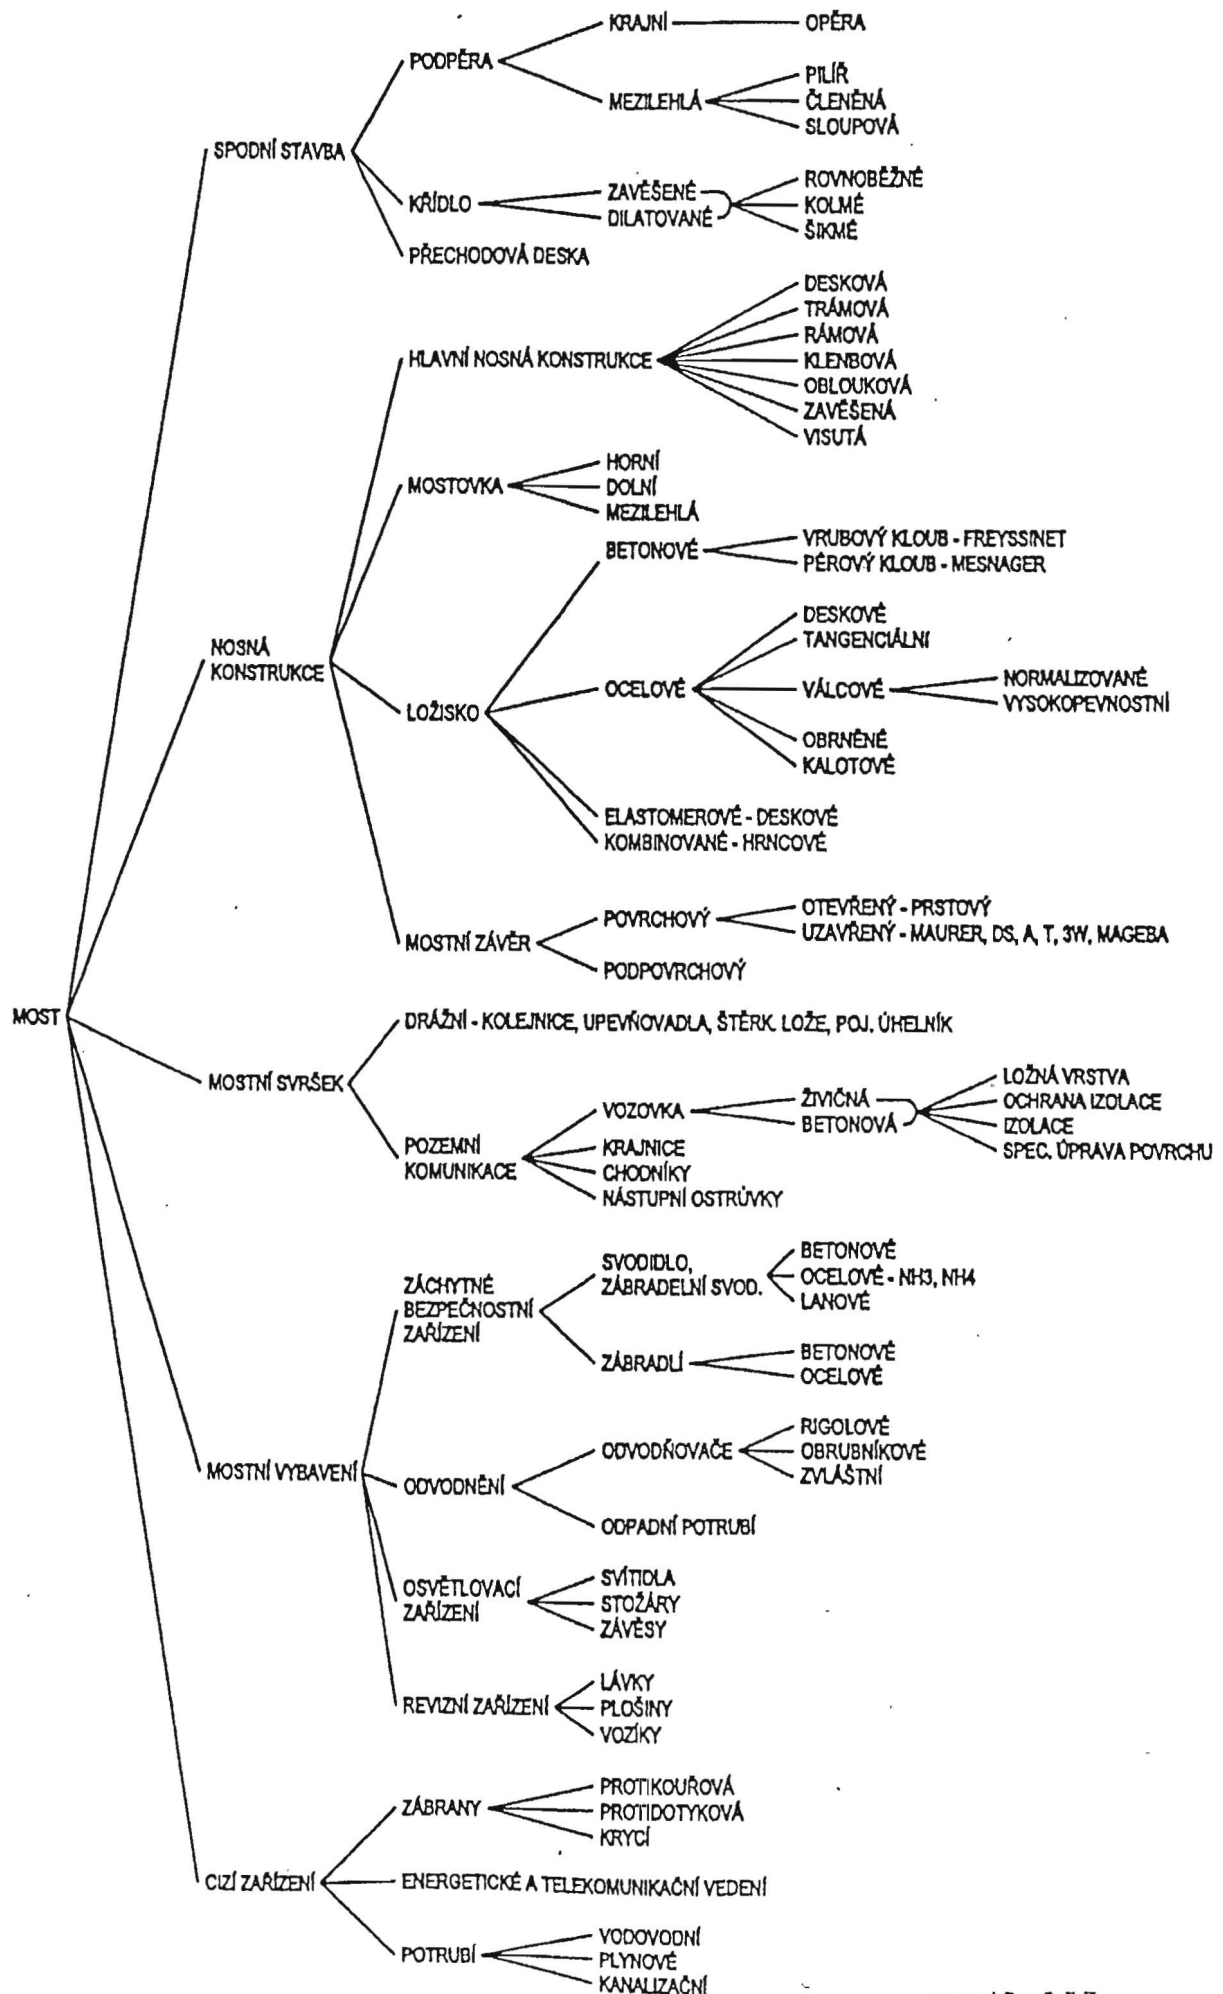 MOST
SPODNÍ STAVBA
PODPĚRA
KRAJNÍ
OPĚRA
MEZILEHLÁ
PILÍŘ
ČLENĚNÁ
SLOUPOVÁ
KŘÍDLO
ZAVĚŠENÉ
DILATOVANÉ
ROVNOBĚŽNÉ
KOLMÉ
ŠIKMÉ
PŘECHODOVÁ DESKA
NOSNÁ
KONSTRUKCE
HLAVNÍ NOSNÁ KONSTRUKCE
DESKOVÁ
TRÁMOVÁ
RÁMOVÁ
KLENBOVÁ
OBLOUKOVÁ
ZAVĚŠENÁ
VISUTÁ
MOSTOVKA
HORNÍ
DOLNÍ
MEZILEHLÁ
LOŽISKO
BETONOVÉ
VRUBOVÝ KLOUB - FREYSSINET
PÉROVÝ KLOUB - MESNAGER
OCELOVÉ
DESKOVÉ
TANGENCIÁLNÍ
VÁLCOVÉ
NORMALIZOVANÉ
VYSOKOPEVNOSTNÍ
OBRNĚNÉ
KALOTOVÉ
ELASTOMEROVÉ - DESKOVÉ
KOMBINOVANÉ - HRNCOVÉ
MOSTNÍ ZÁVĚR
POVRCHOVÝ
OTEVŘENÝ - PRSTOVÝ
UZAVŘENÝ - MAURER, DS, A, T, 3W, MAGEBA
PODPOVRCHOVÝ
MOSTNÍ SVRŠEK
DRÁŽNÍ - KOLEJNICE, UPEVŇOVADLA, ŠTĚRK. LOŽE, POJ. ÚHELNÍK
POZEMNÍ
KOMUNIKACE
VOZOVKA
ŽIVIČNÁ
BETONOVÁ
LOŽNÁ VRSTVA
OCHRANA IZOLACE
IZOLACE
SPEC. ÚPRAVA POVRCHU
KRAJNICE
CHODNÍKY
NÁSTUPNÍ OSTRŮVKY
MOSTNÍ VYBAVENÍ
ZÁCHYTNÉ
BEZPEČNOSTNÍ
ZAŘÍZENÍ
SVODIDLO,
ZÁBRADELNÍ SVOD.
BETONOVÉ
OCELOVÉ - NH3, NH4
LANOVÉ
ZÁBRADLÍ
BETONOVÉ
OCELOVÉ
ODVODNĚNÍ
ODVODŇOVAČE
RIGOLOVÉ
OBRUBNÍKOVÉ
ZVLÁŠTNÍ
ODPADNÍ POTRUBÍ
OSVĚTLOVACÍ
ZAŘÍZENÍ
SVÍTIDLA
STOŽÁRY
ZÁVĚSY
REVIZNÍ ZAŘÍZENÍ
LÁVKY
PLOŠINY
VOZÍKY
CIZÍ ZAŘÍZENÍ
ZÁBRANY
PROTIKOUŘOVÁ
PROTIDOTYKOVÁ
KRYCÍ
ENERGETICKÉ A TELEKOMUNIKAČNÍ VEDENÍ
POTRUBÍ
VODOVODNÍ
PLYNOVÉ
KANALIZAČNÍ